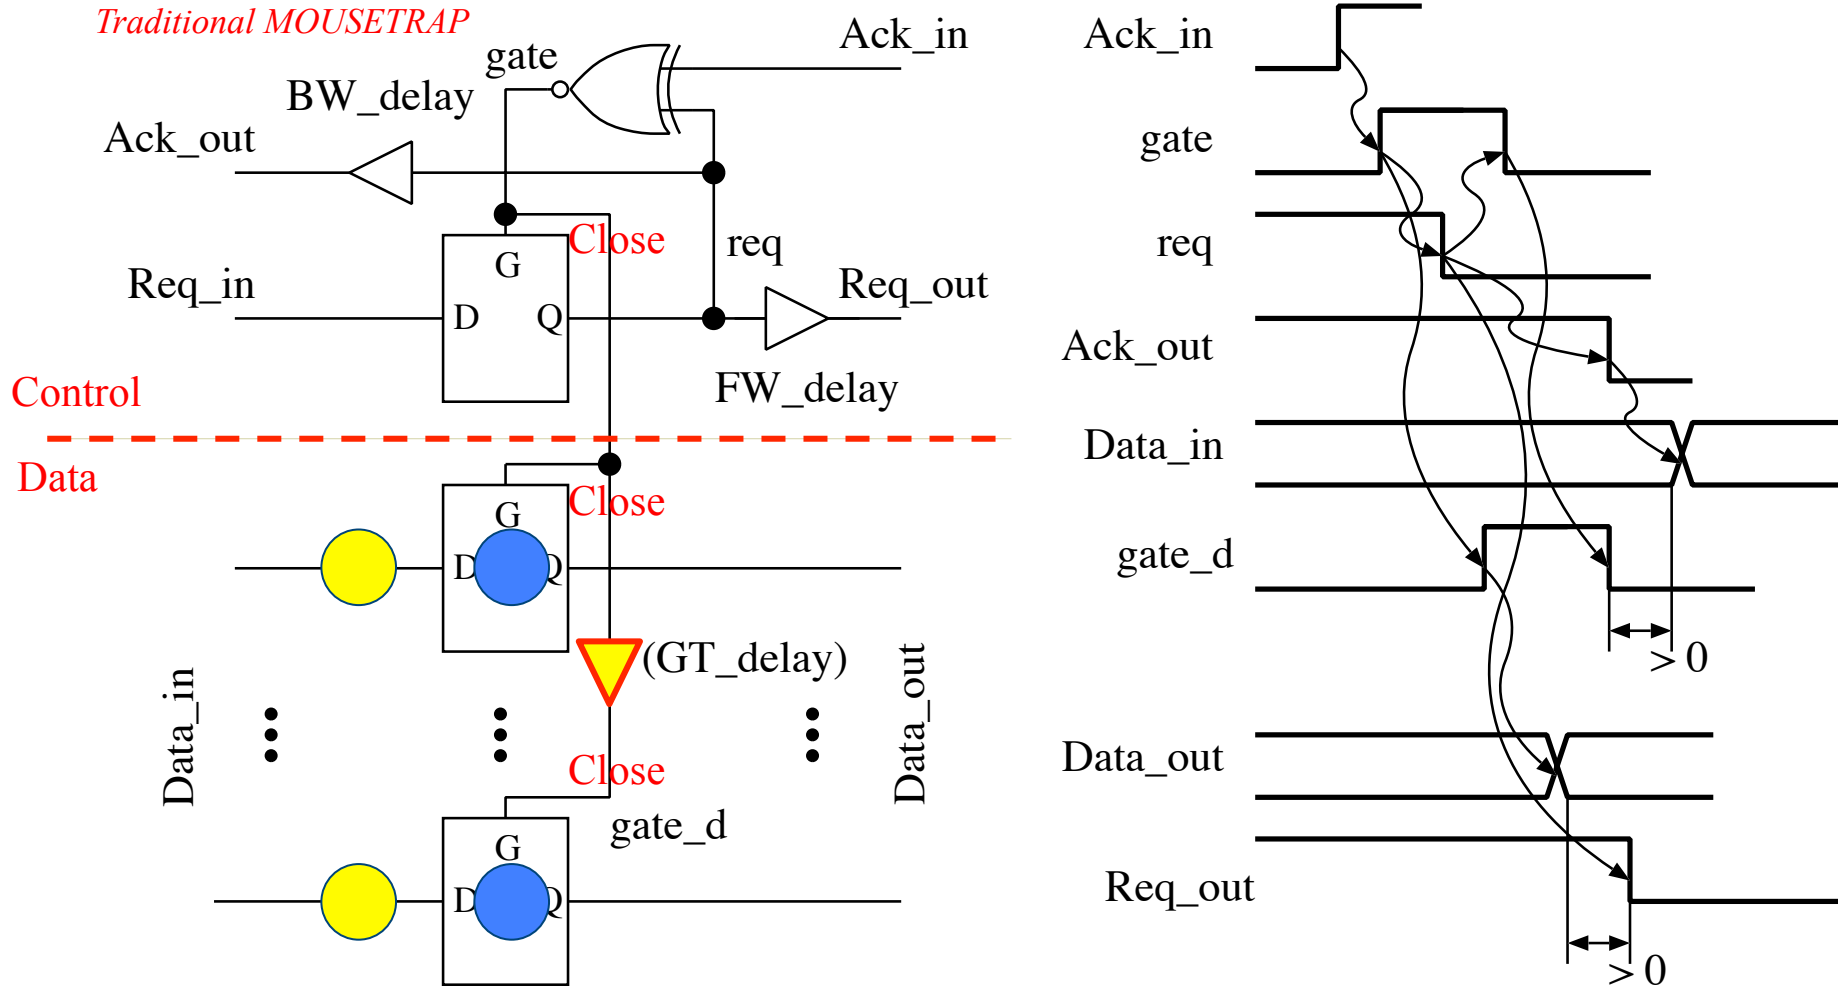 Traditional MOUSETRAP
gate
Ack_in
BW_delay
Ack_out
Close
G
req
Req_in
D
Q
Req_out
FW_delay
Control
Data
Close
G
D
Q
(GT_delay)
Data_in
Data_out
Close
gate_d
G
D
Q
Ack_in
gate
req
Ack_out
Data_in
gate_d
> 0
Data_out
Req_out
> 0